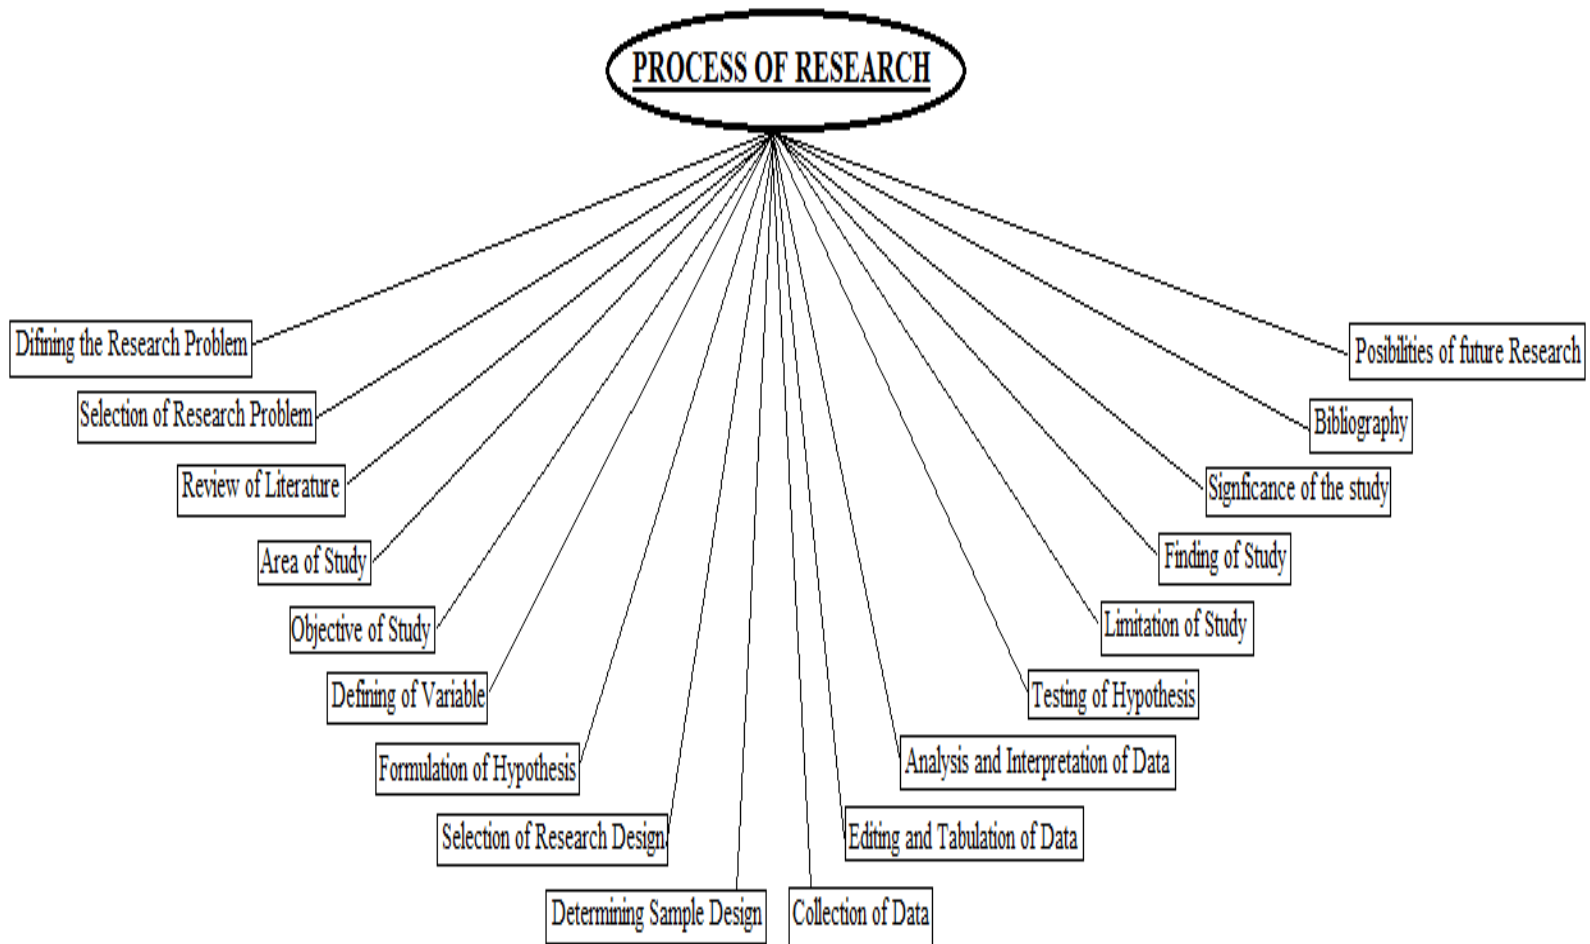 PROCESS OF RESEARCH
Difining the Research Problem
Selection of Research Problem
Review of Literature
Area of Study
Objective of Study
Defining of Variable
Formulation of Hypothesis
Selection of Research Design
Determining Sample Design
Collection of Data
Editing and Tabulation of Data
Analysis and Interpretation of Data
Testing of Hypothesis
Limitation of Study
Finding of Study
Signficance of the study
Bibliography
Posibilities of future Research